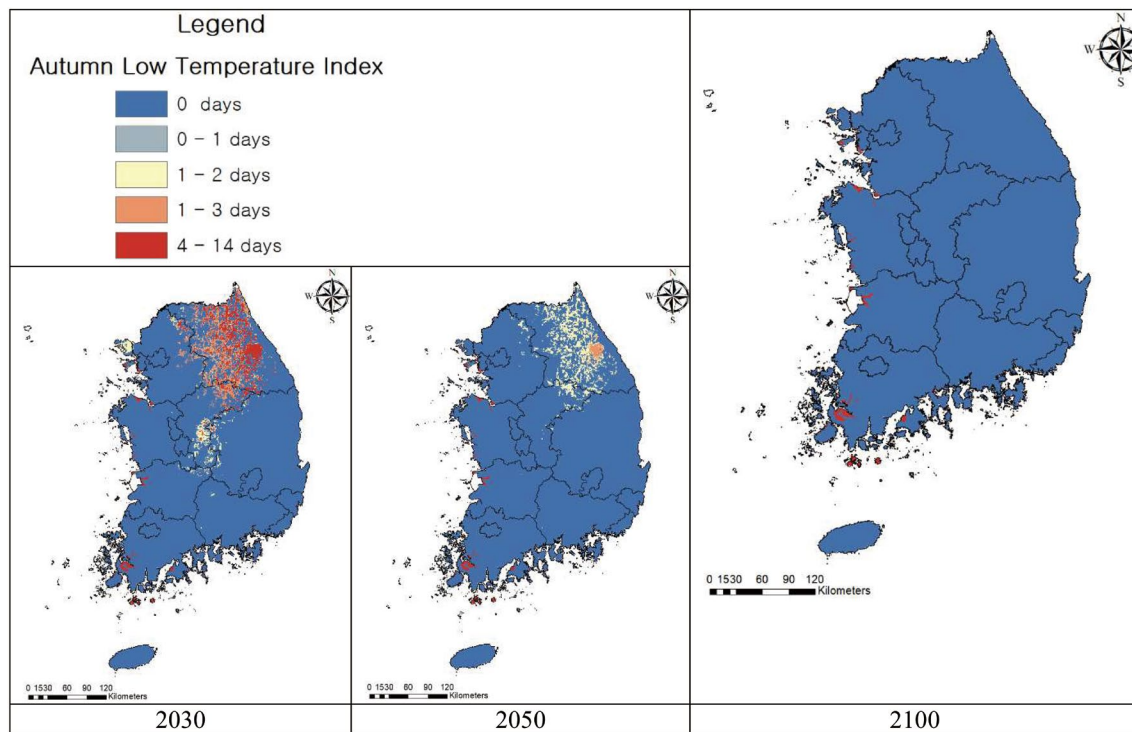 Legend
Autumn Low Temperature Index
0 days
0 - 1 days
1 - 2 days
1 - 3 days
4 - 14 days
N
W
S
0 1530 60 90 120
Kilometers
N
W
S
0 1530 60 90 120
Kilometers
N
W
S
0 1530 60 90 120
Kilometers
2030
2050
2100